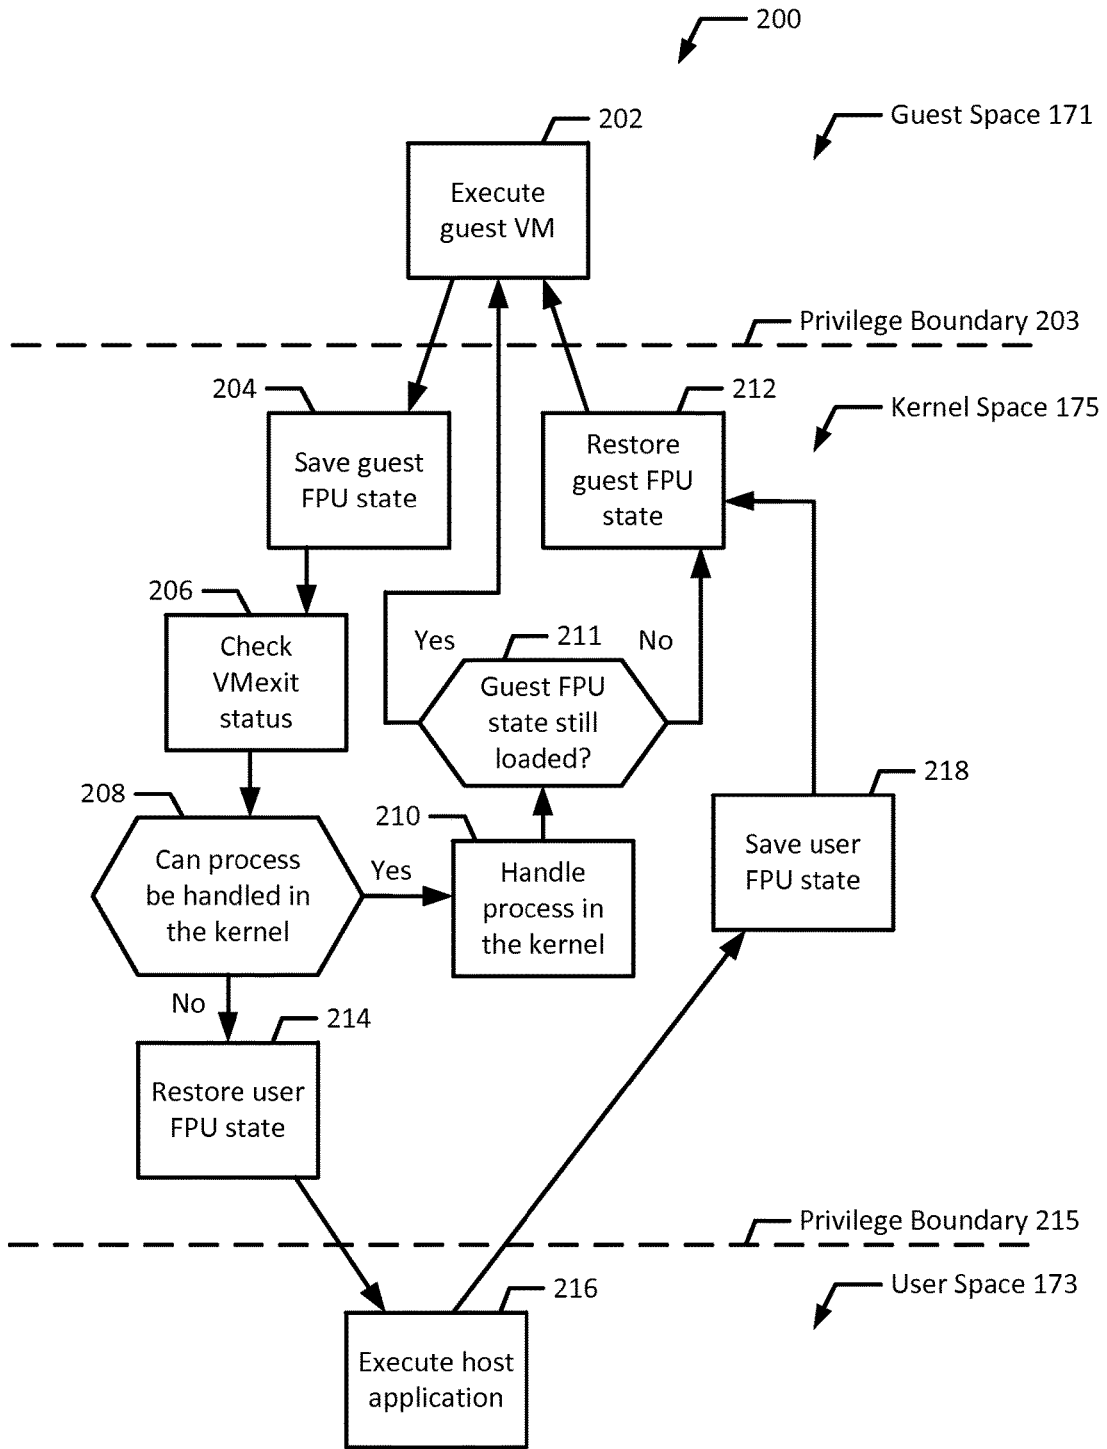 200
Guest Space 171
202
Execute
guest VM
Privilege Boundary 203
204
212
Kernel Space 175
Save guest
FPU state
Restore
guest FPU
state
206
Check
VMexit
status
Yes
211
No
Guest FPU
state still
loaded?
208
210
218
Can process
be handled in
the kernel
Yes
Handle
process in
the kernel
Save user
FPU state
No
214
Restore user
FPU state
Privilege Boundary 215
216
User Space 173
Execute host
application